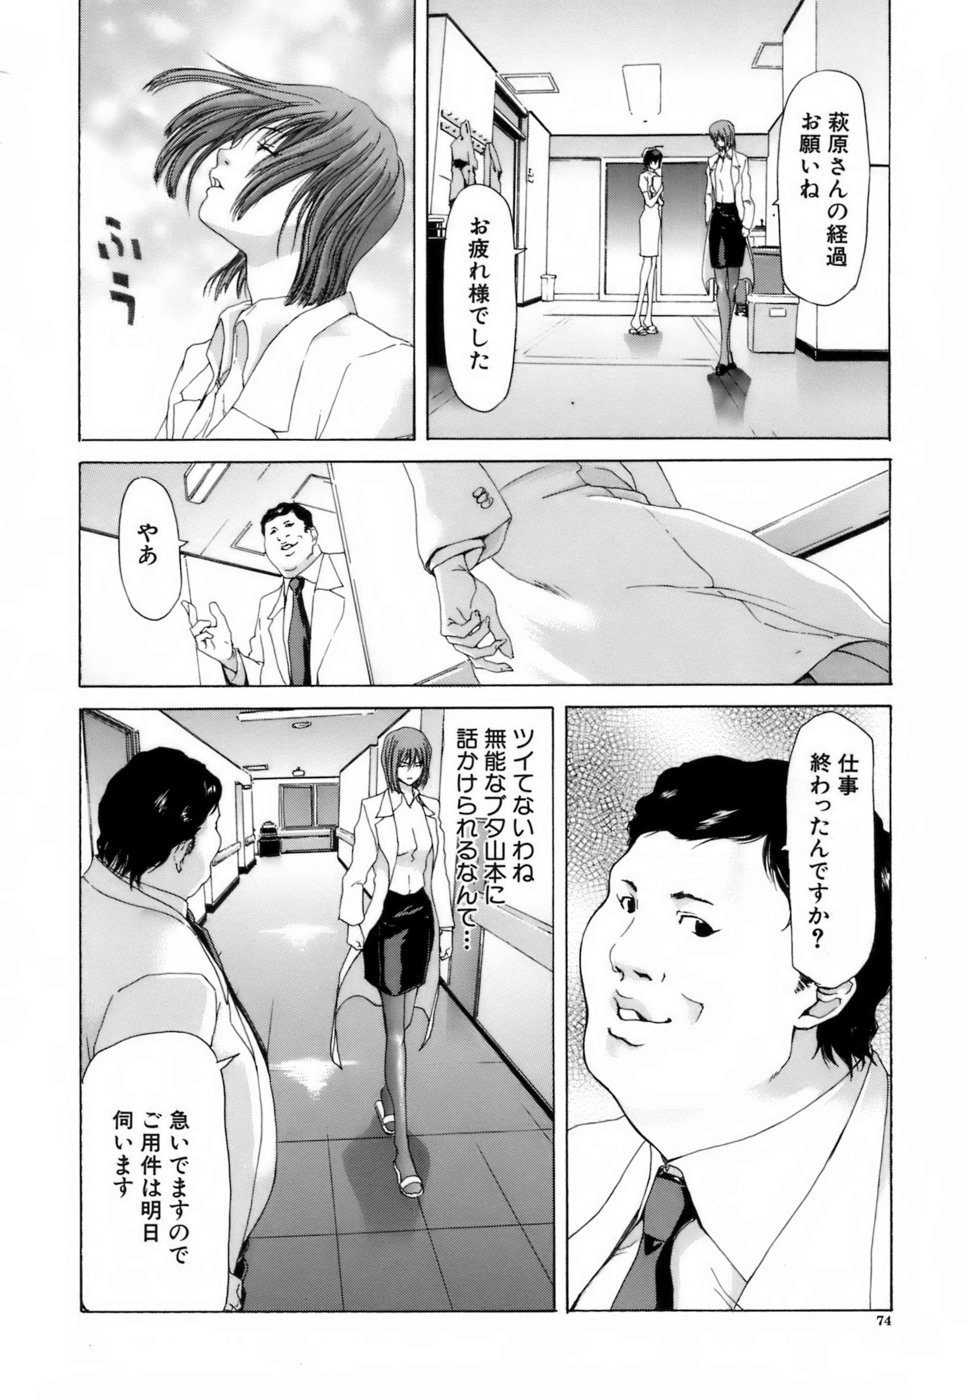 萩原さんの経過
お願いね
お疲れ様でした
ふぅ
やあ
仕事
終わったんですか?
ツイてないわね
無能なブタ山本に
話かけられるなんて…
急いでますので
ご用件は明日
伺います
74